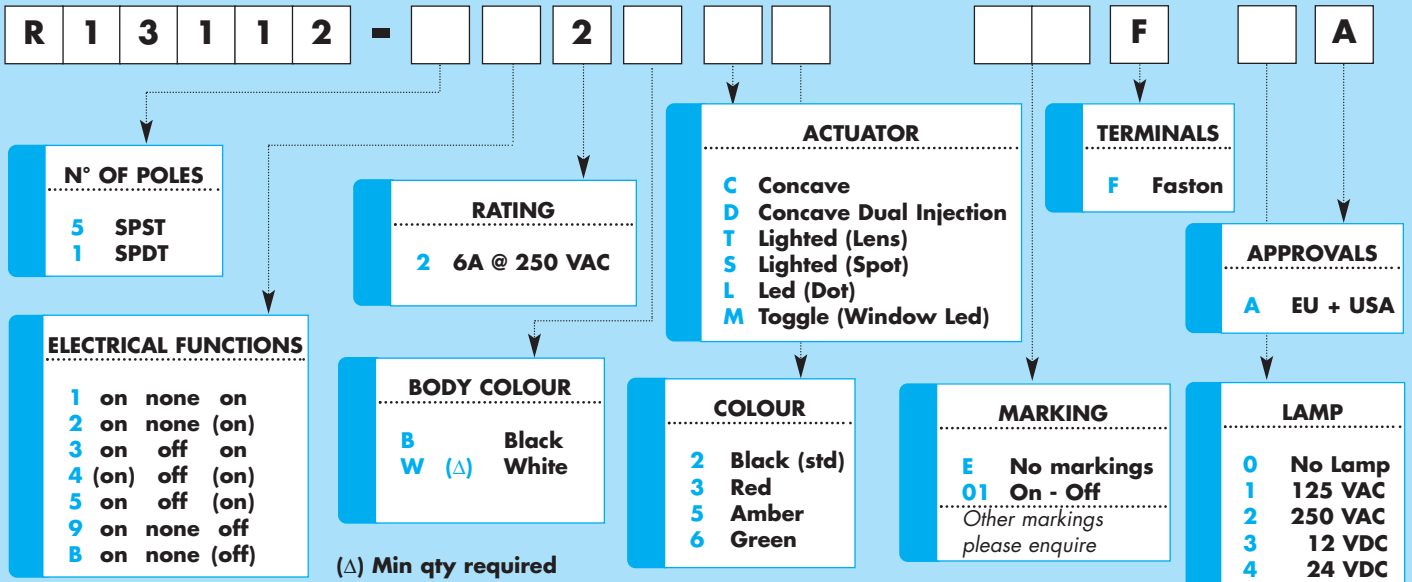 R 1 3 1 1 2 - 2 F A
N° OF POLES
5 SPST
1 SPDT
ELECTRICAL FUNCTIONS
1 on none on
2 on none (on)
3 on off on
4 (on) off (on)
5 on off (on)
9 on none off
B on none (off)
RATING
2 6A @ 250 VAC
BODY COLOUR
B Black
W (Δ) White
(Δ) Min qty required
ACTUATOR
C Concave
D Concave Dual Injection
T Lighted (Lens)
S Lighted (Spot)
L Led (Dot)
M Toggle (Window Led)
COLOUR
2 Black (std)
3 Red
5 Amber
6 Green
MARKING
E No markings
01 On - Off
Other markings
please enquire
TERMINALS
F Faston
APPROVALS
A EU + USA
LAMP
0 No Lamp
1 125 VAC
2 250 VAC
3 12 VDC
4 24 VDC